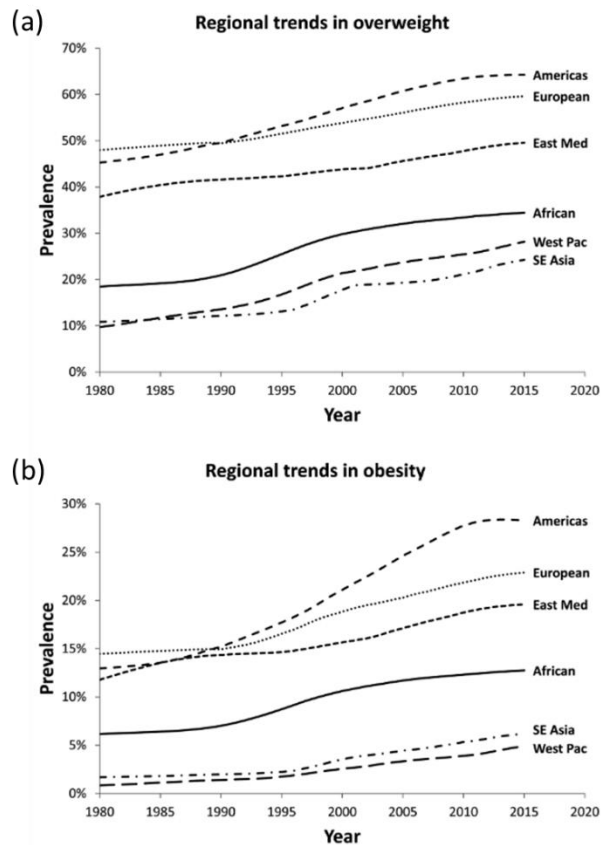 (a)
Regional trends in overweight
70%
60%
50%
40%
30%
20%
10%
0%
Prevalence
Americas
European
East Med
African
West Pac
SE Asia
1980 1985 1990 1995 2000 2005 2010 2015 2020
Year
(b)
Regional trends in obesity
30%
25%
20%
15%
10%
5%
0%
Prevalence
Americas
European
East Med
African
SE Asia
West Pac
1980 1985 1990 1995 2000 2005 2010 2015 2020
Year